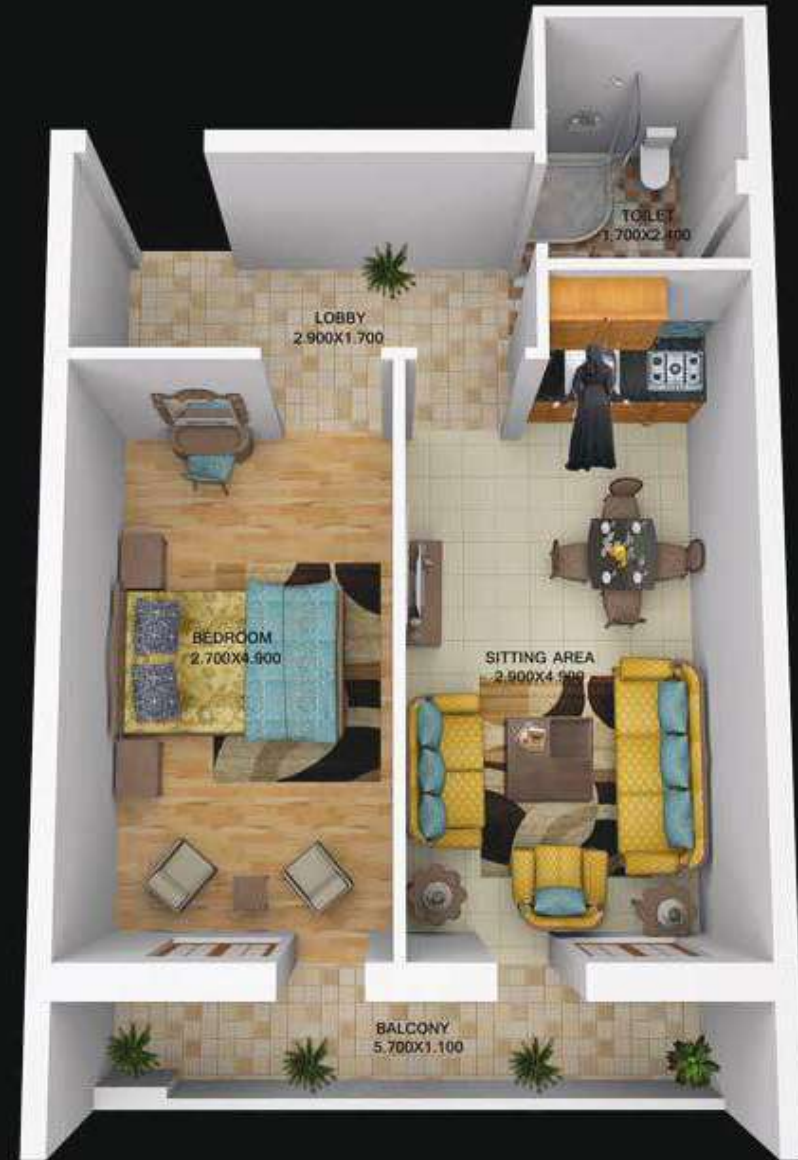 TOILET
1.700X2.400
LOBBY
2.900X1.700
BEDROOM
2.700X4.900
SITTING AREA
2.900X4.900
BALCONY
5.700X1.100